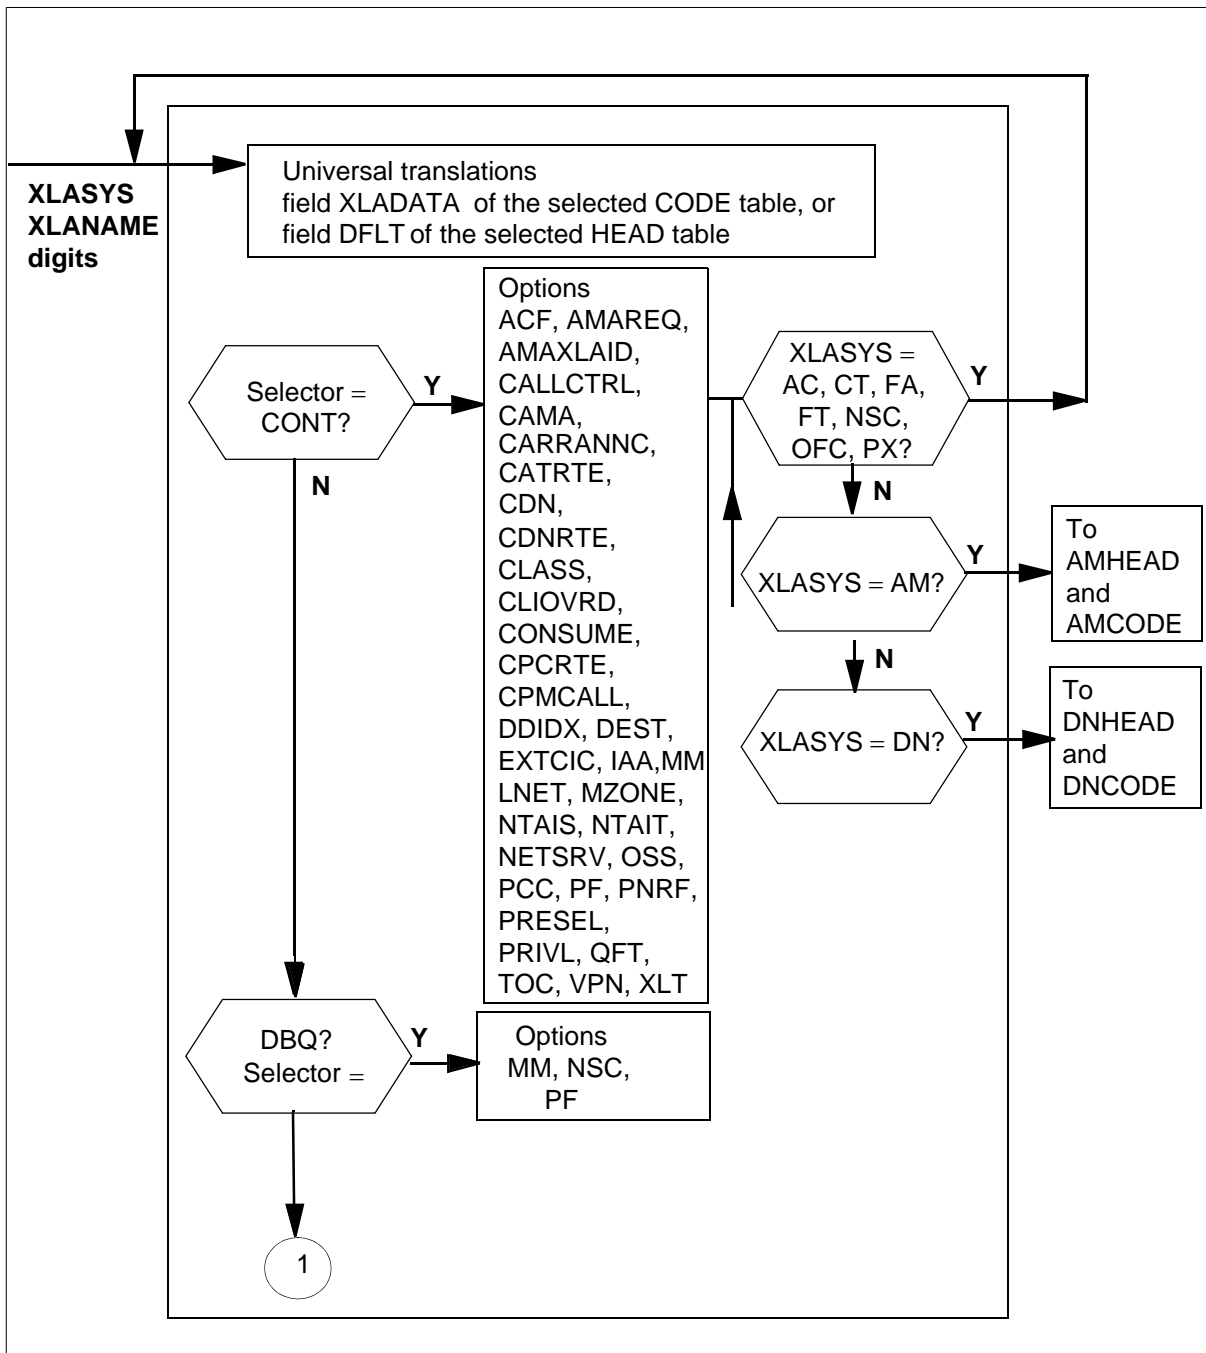 XLASYS
XLANAME
digits
Universal translations
field XLADATA of the selected CODE table, or
field DFLT of the selected HEAD table
Selector =
CONT?
Y
N
Options
ACF, AMAREQ,
AMAXLAID,
CALLCTRL,
CAMA,
CARRANNC,
CATRTE,
CDN,
CDNRTE,
CLASS,
CLIOVRD,
CONSUME,
CPCRTE,
CPMCALL,
DDIDX, DEST,
EXTCIC, IAA,MM
LNET, MZONE,
NTAIS, NTAIT,
NETSRV, OSS,
PCC, PF, PNRF,
PRESEL,
PRIVL, QFT,
TOC, VPN, XLT
XLASYS =
AC, CT, FA,
FT, NSC,
OFC, PX?
Y
N
XLASYS = AM?
Y
To
AMHEAD
and
AMCODE
N
XLASYS = DN?
Y
To
DNHEAD
and
DNCODE
DBQ?
Selector =
Y
Options
MM, NSC,
PF
1